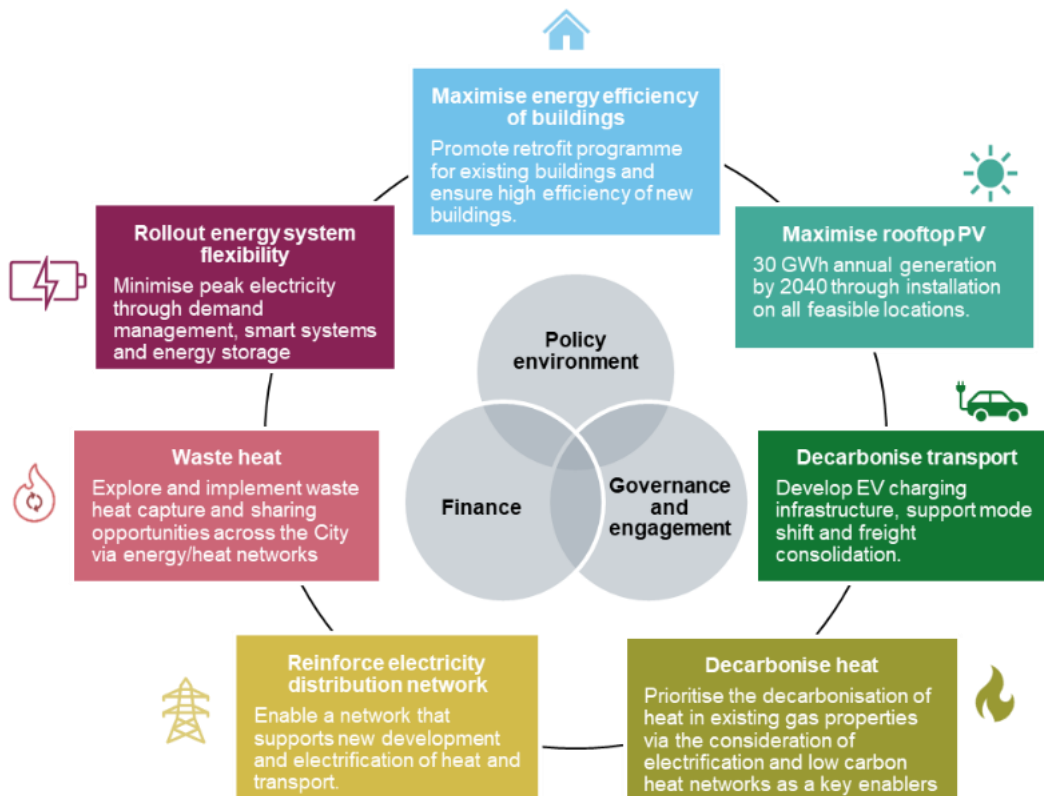 Maximise energy efficiency
of buildings
Promote retrofit programme
for existing buildings and
ensure high efficiency of new
buildings.
Rollout energy system
flexibility
Minimise peak electricity
through demand
management, smart systems
and energy storage
Maximise rooftop PV
30 GWh annual generation
by 2040 through installation
on all feasible locations.
Policy
environment
Finance
Governance
and
engagement
Waste heat
Explore and implement waste
heat capture and sharing
opportunities across the City
via energy/heat networks
Decarbonise transport
Develop EV charging
infrastructure, support mode
shift and freight
consolidation.
Reinforce electricity
distribution network
Enable a network that
supports new development
and electrification of heat and
transport.
Decarbonise heat
Prioritise the decarbonisation of
heat in existing gas properties
via the consideration of
electrification and low carbon
heat networks as a key enablers